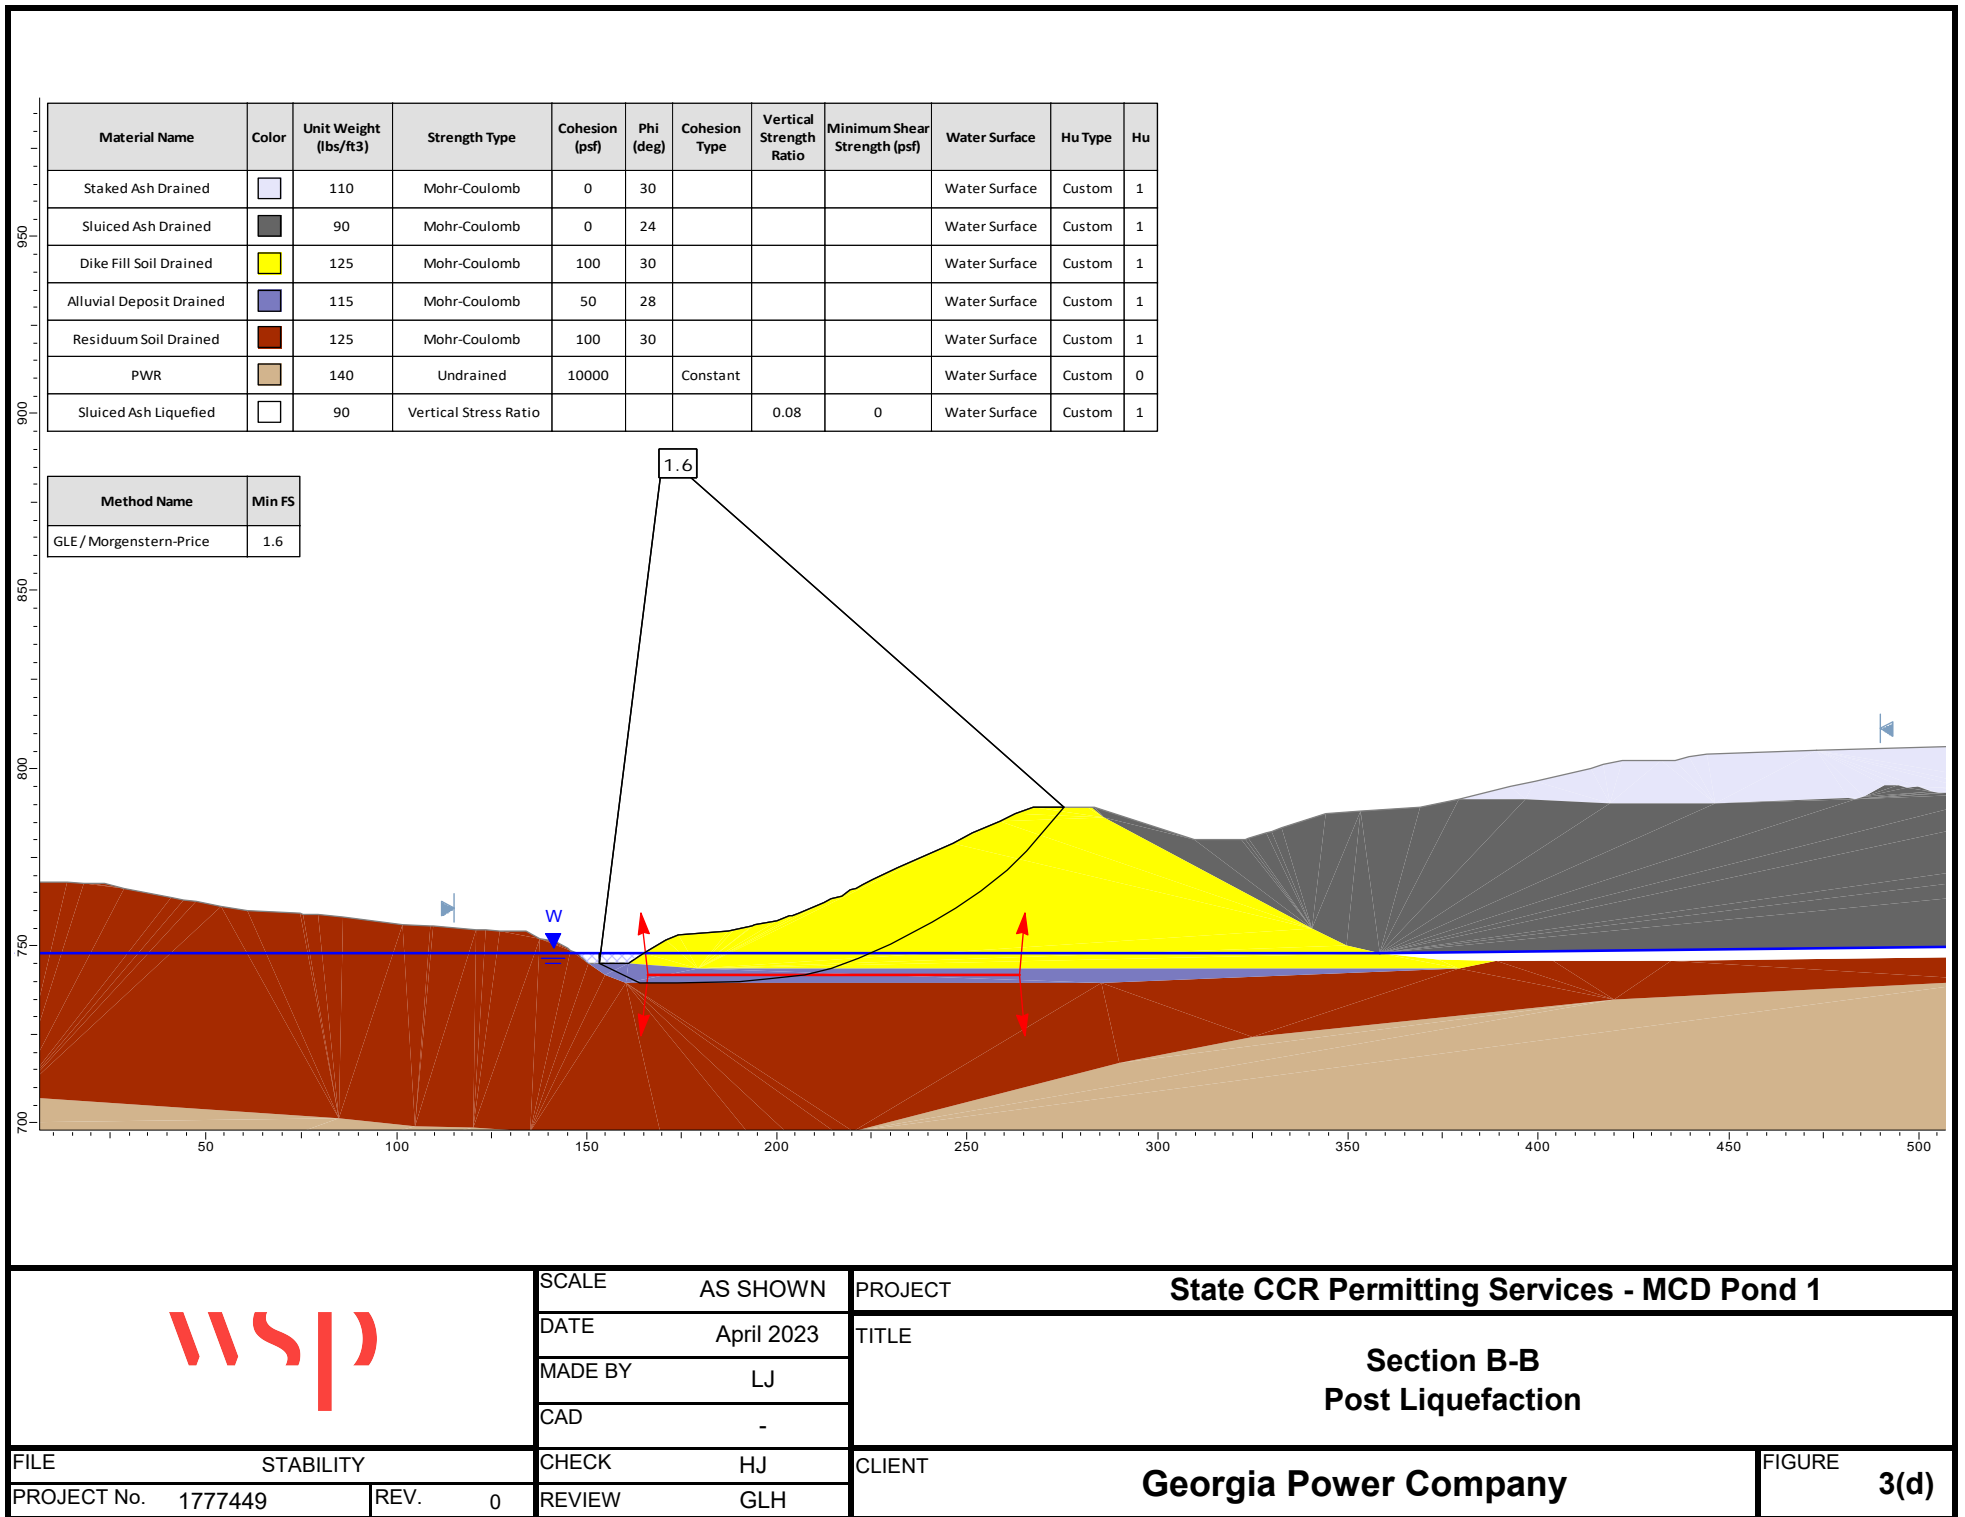 Material Name Color Unit Weight (lbs/ft3) Strength Type Cohesion (psf) Phi (deg) Cohesion Type Vertical Strength Ratio Minimum Shear Strength (psf) Water Surface Hu Type Hu
Staked Ash Drained 110 Mohr-Coulomb 0 30 Water Surface Custom 1
Sluiced Ash Drained 90 Mohr-Coulomb 0 24 Water Surface Custom 1
Dike Fill Soil Drained 125 Mohr-Coulomb 100 30 Water Surface Custom 1
Alluvial Deposit Drained 115 Mohr-Coulomb 50 28 Water Surface Custom 1
Residuum Soil Drained 125 Mohr-Coulomb 100 30 Water Surface Custom 1
PWR 140 Undrained 10000 Constant Water Surface Custom 0
Sluiced Ash Liquefied 90 Vertical Stress Ratio 0.08 0 Water Surface Custom 1
Method Name Min FS
GLE/Morgenstern-Price 1.6
1.6
W
950
900
850
800
750
700
50 100 150 200 250 300 350 400 450 500
wsp
SCALE AS SHOWN
DATE April 2023
MADE BY LJ
CAD -
CHECK HJ
REVIEW GLH
FILE STABILITY
PROJECT No. 1777449 REV. 0
PROJECT State CCR Permitting Services - MCD Pond 1
TITLE
Section B-B
Post Liquefaction
CLIENT Georgia Power Company
FIGURE 3(d)